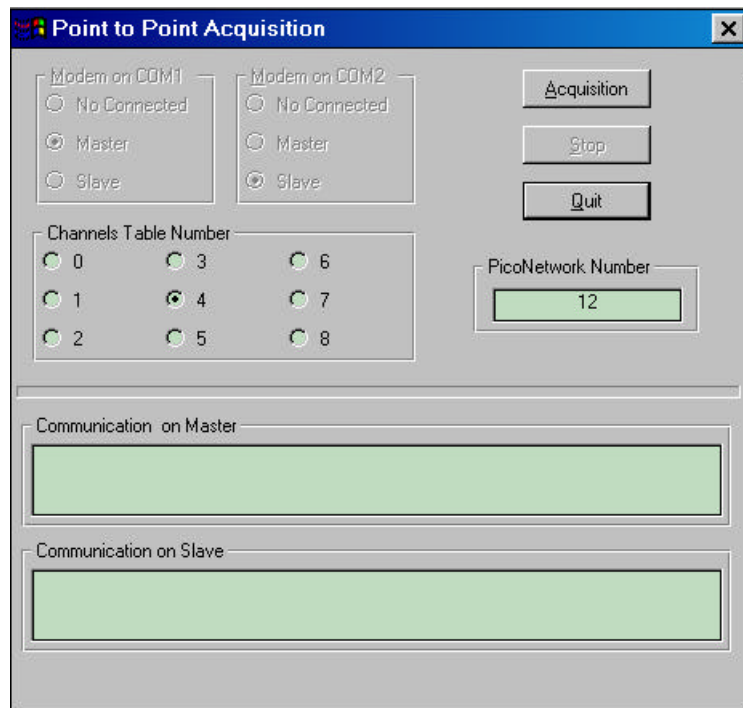 Point to Point Acquisition
Modem on COM1
No Connected
Master
Slave
Modem on COM2
No Connected
Master
Slave
Acquisition
Stop
Quit
Channels Table Number
0 3 6
1 4 7
2 5 8
PicoNetwork Number
12
Communication on Master
Communication on Slave